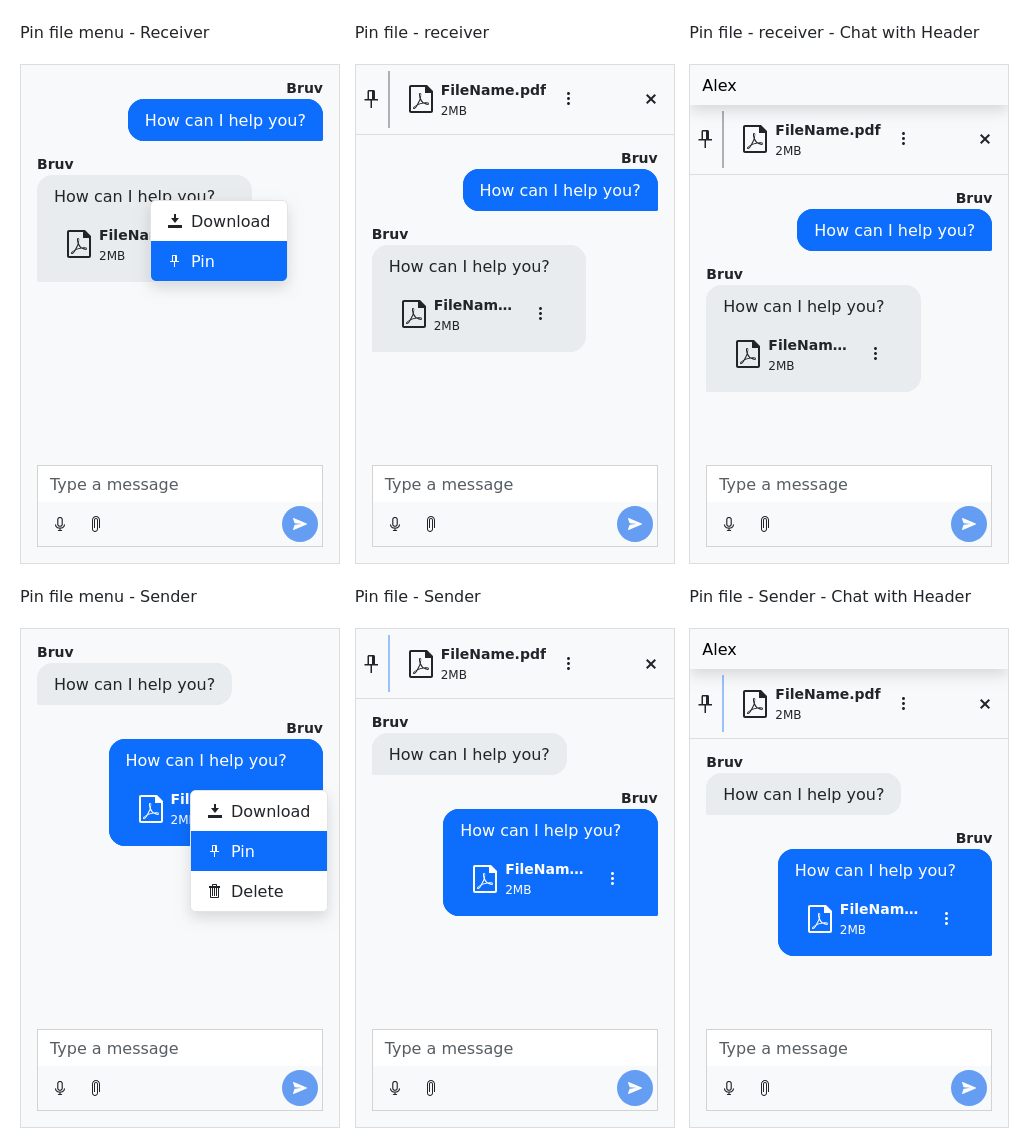 Pin file menu - Receiver
Bruv
How can I help you?
Bruv
How can I help you?
FileNa
2MB
Download
Pin
Type a message
Pin file - receiver
FileName.pdf
2MB
Bruv
How can I help you?
Bruv
How can I help you?
FileNam...
2MB
Type a message
Pin file - receiver - Chat with Header
Alex
FileName.pdf
2MB
Bruv
How can I help you?
Bruv
How can I help you?
FileNam...
2MB
Type a message
Pin file menu - Sender
Bruv
How can I help you?
Bruv
How can I help you?
Fil
2M
Download
Pin
Delete
Type a message
Pin file - Sender
FileName.pdf
2MB
Bruv
How can I help you?
Bruv
How can I help you?
FileNam...
2MB
Type a message
Pin file - Sender - Chat with Header
Alex
FileName.pdf
2MB
Bruv
How can I help you?
Bruv
How can I help you?
FileNam...
2MB
Type a message